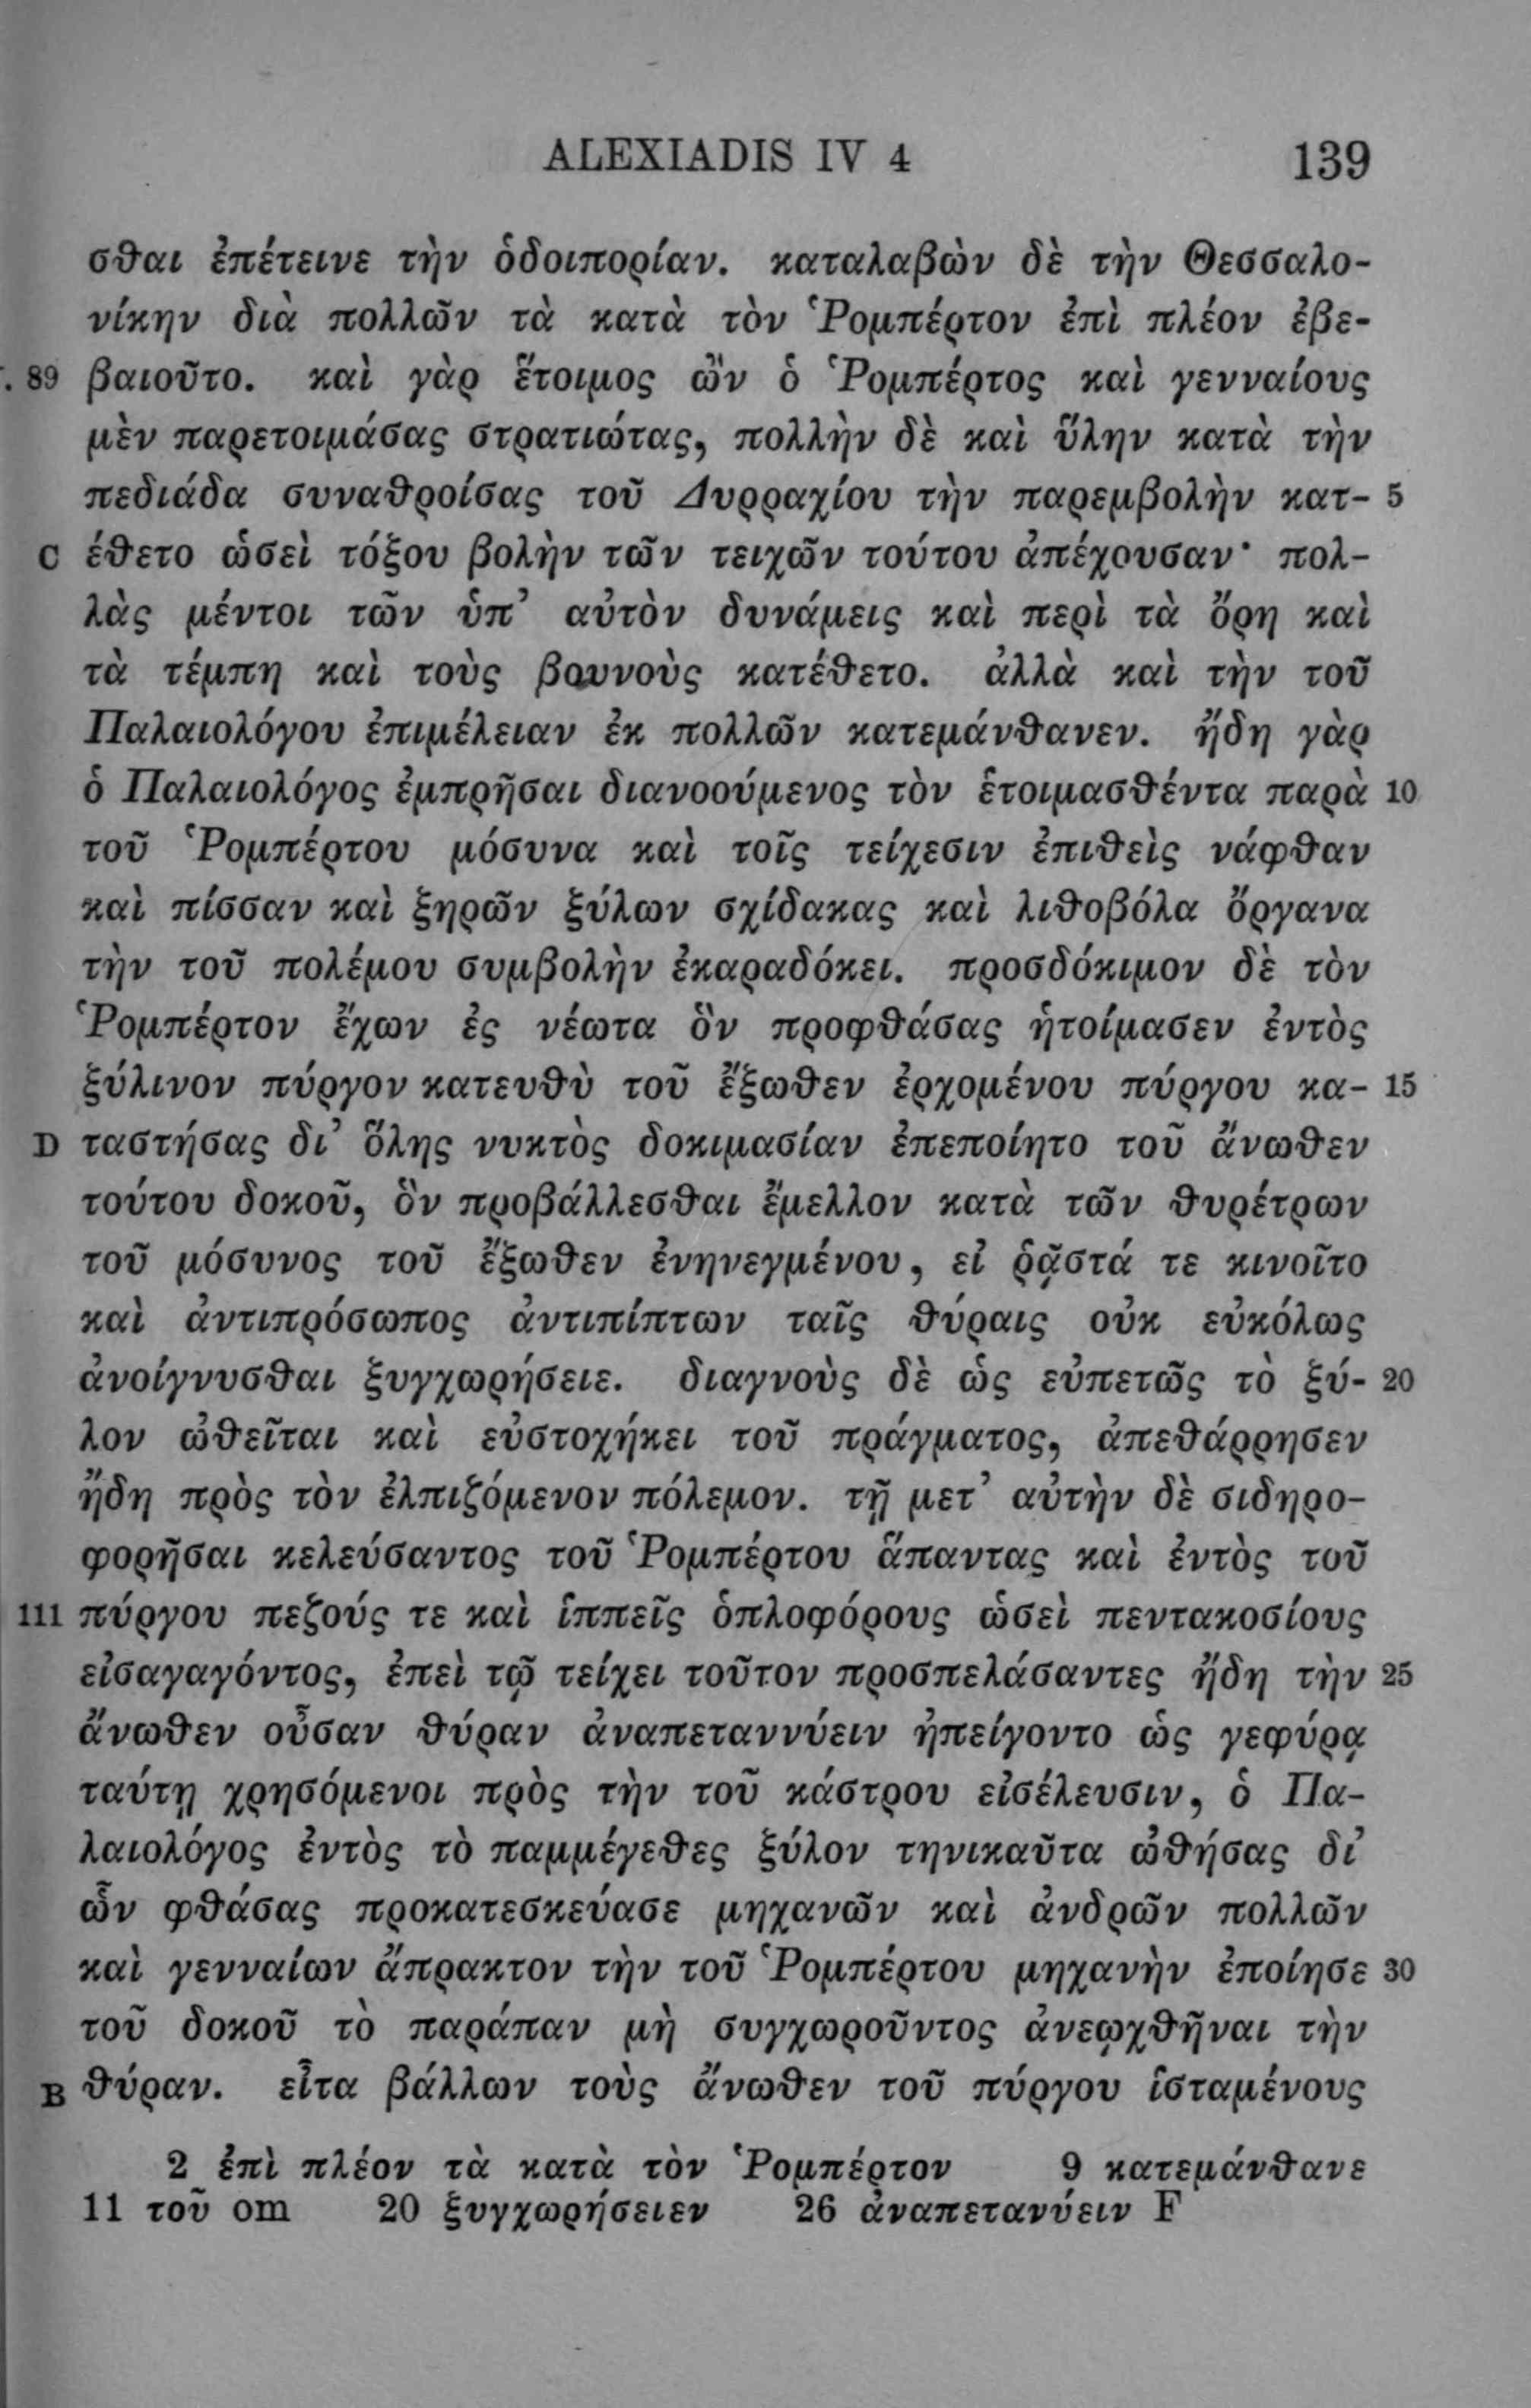 ALEXIADIS IV 4 139
σθαι ἐπέτεινε τὴν ὁδοιπορίαν. καταλαβὼν δὲ τὴν Θεσσαλο-
νίκην διὰ πολλῶν τὰ κατὰ τὸν Ῥομπέρτον ἐπὶ πλέον ἐβε-
. 89 βαιοῦτο. καὶ γὰρ ἕτοιμος ὢν ὁ Ῥομπέρτος καὶ γενναίους
μὲν παρετοιμάσας στρατιώτας, πολλὴν δὲ καὶ ὕλην κατὰ τὴν
πεδιάδα συναθροίσας τοῦ Δυρραχίου τὴν παρεμβολὴν κατ- 5
C έθετο ὡσεὶ τόξου βολὴν τῶν τειχῶν τούτου ἀπέχουσαν· πολ-
λὰς μέντοι τῶν ὑπ’ αὐτὸν δυνάμεις καὶ περὶ τὰ ὄρη καὶ
τὰ τέμπη καὶ τοὺς βουνοὺς κατέθετο. ἀλλὰ καὶ τὴν τοῦ
Παλαιολόγου ἐπιμέλειαν ἐκ πολλῶν κατεμάνθανεν. ἤδη γὰρ
ὁ Παλαιολόγος ἐμπρῆσαι διανοούμενος τὸν ἑτοιμασθέντα παρὰ 10
τοῦ Ῥομπέρτου μόσυνα καὶ τοῖς τείχεσιν ἐπιθεὶς νάφθαν
καὶ πίσσαν καὶ ξηρῶν ξύλων σχίδακας καὶ λιθοβόλα ὄργανα
τὴν τοῦ πολέμου συμβολὴν ἐκαραδόκει. προσδόκιμον δὲ τὸν
Ῥομπέρτον ἔχων ἐς νέωτα ὃν προφθάσας ἡτοίμασεν ἐντὸς
ξύλινον πύργον κατευθὺ τοῦ ἔξωθεν ἐρχομένου πύργου κα- 15
D ταστήσας δι’ ὅλης νυκτὸς δοκιμασίαν ἐπεποίητο τοῦ ἄνωθεν
τούτου δοκοῦ, ὃν προβάλλεσθαι ἔμελλον κατὰ τῶν θυρέτρων
τοῦ μόσυνος τοῦ ἔξωθεν ἐνηνεγμένου, εἰ ῥᾷστά τε κινοῖτο
καὶ ἀντιπρόσωπος ἀντιπίπτων ταῖς θύραις οὐκ εὐκόλως
ἀνοίγνυσθαι ξυγχωρήσειε. διαγνοὺς δὲ ὡς εὐπετῶς τὸ ξύ- 20
λον ὠθεῖται καὶ εὐστοχήκει τοῦ πράγματος, ἀπεθάρρησεν
ἤδη πρὸς τὸν ἐλπιζόμενον πόλεμον. τῇ μετ’ αὐτὴν δὲ σιδηρο-
φορῆσαι κελεύσαντος τοῦ Ῥομπέρτου ἅπαντας καὶ ἐντὸς τοῦ
111 πύργου πεζούς τε καὶ ἱππεῖς ὁπλοφόρους ὡσεὶ πεντακοσίους
εἰσαγαγόντος, ἐπεὶ τῷ τείχει τοῦτον προσπελάσαντες ἤδη τὴν 25
ἄνωθεν οὖσαν θύραν ἀναπεταννύειν ἠπείγοντο ὡς γεφύρᾳ
ταύτῃ χρησόμενοι πρὸς τὴν τοῦ κάστρου εἰσέλευσιν, ὁ Πα-
λαιολόγος ἐντὸς τὸ παμμέγεθες ξύλον τηνικαῦτα ὠθήσας δι’
ὧν φθάσας προκατεσκεύασε μηχανῶν καὶ ἀνδρῶν πολλῶν
καὶ γενναίων ἄπρακτον τὴν τοῦ Ῥομπέρτου μηχανὴν ἐποίησε 30
τοῦ δοκοῦ τὸ παράπαν μὴ συγχωροῦντος ἀνεῳχθῆναι τὴν
B θύραν. εἶτα βάλλων τοὺς ἄνωθεν τοῦ πύργου ἱσταμένους
2 ἐπὶ πλέον τὰ κατὰ τὸν Ῥομπέρτον 9 κατεμάνθανε
11 τοῦ om 20 ξυγχωρήσειεν 26 ἀναπετανύειν F